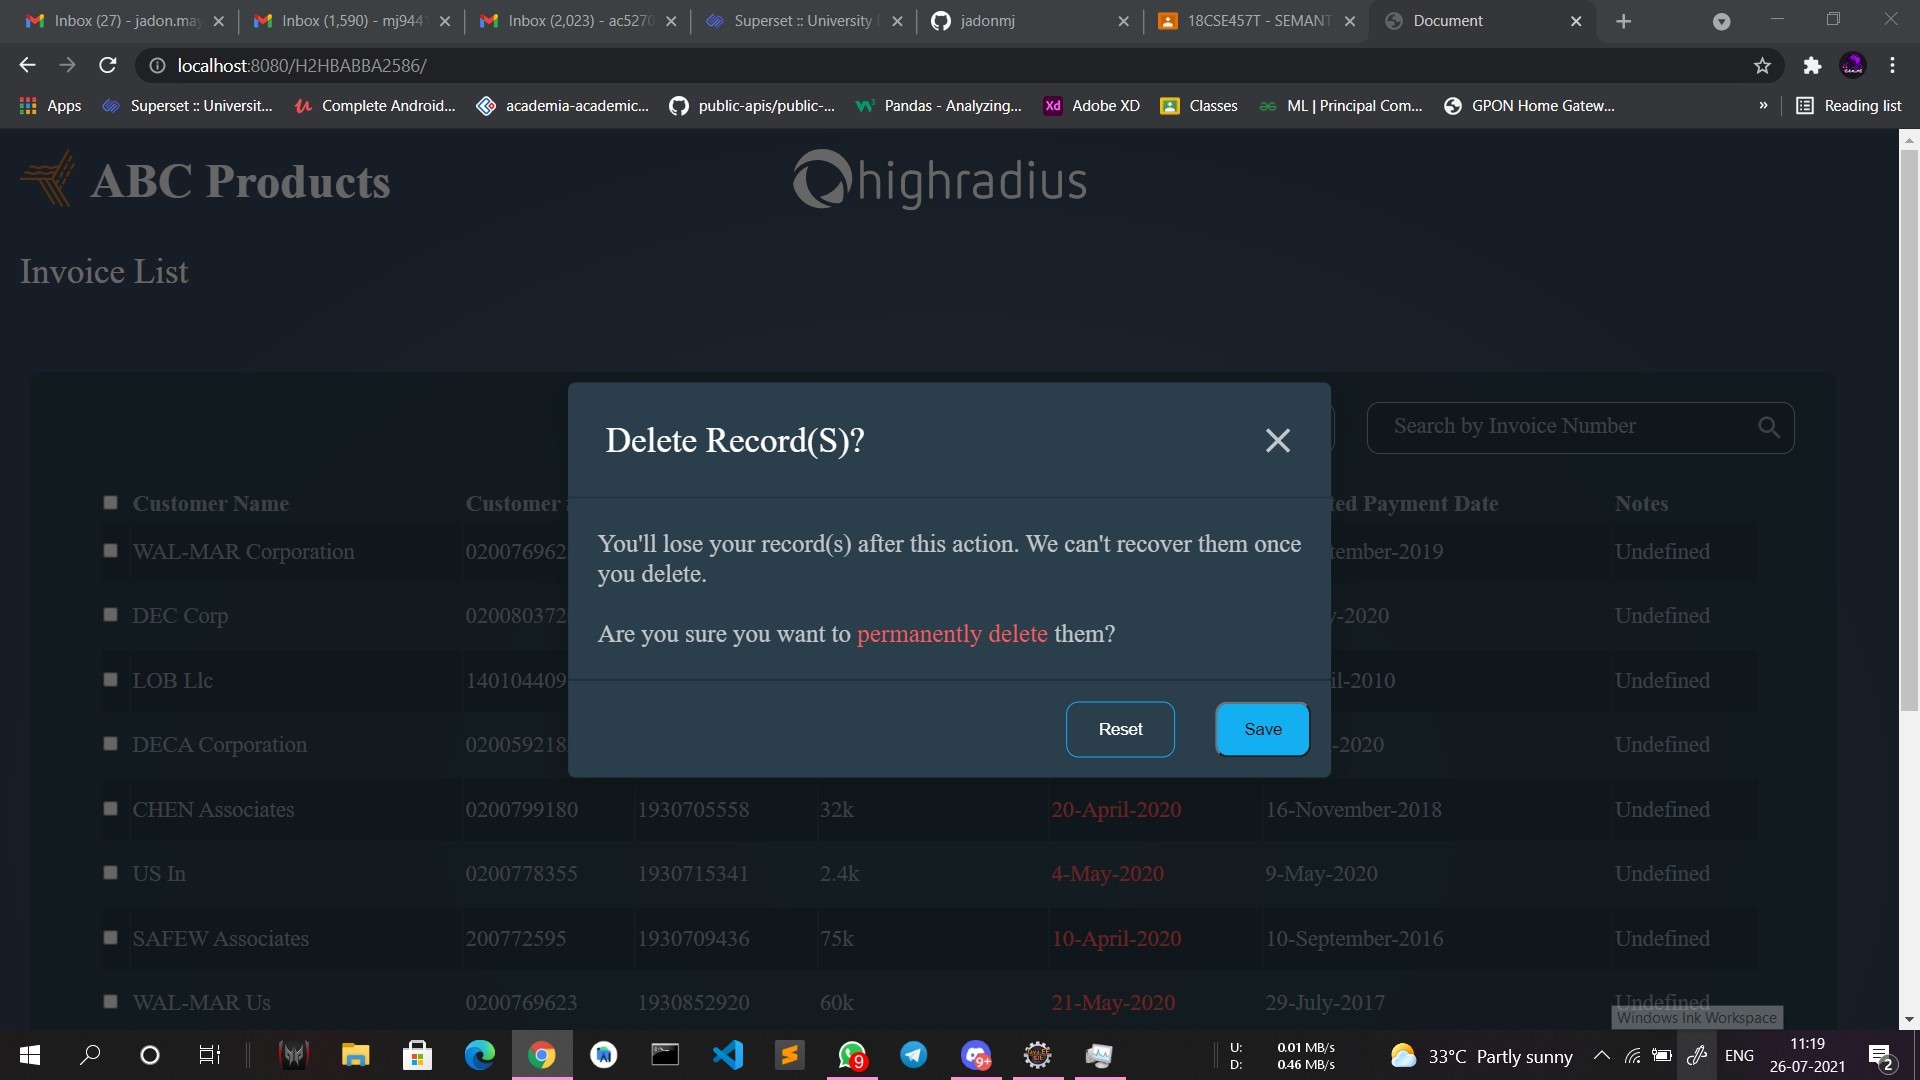 Inbox (27) - jadon.may
Inbox (1,590) - mj944
Inbox (2,023) - ac5270
Superset :: University
jadonmj
18CSE457T - SEMANT
Document
localhost:8080/H2HBABBA2586/
Apps
Superset :: Universit...
Complete Android...
academia-academic...
public-apis/public-...
Pandas - Analyzing...
Xd Adobe XD
Classes
ML | Principal Com...
GPON Home Gatew...
»
Reading list
ABC Products
highradius
Invoice List
Search by Invoice Number
Delete Record(S)?
You'll lose your record(s) after this action. We can't recover them once
you delete.
Are you sure you want to permanently delete them?
Reset Save
Customer Name Customer Payment Date Notes
WAL-MAR Corporation 020076962 tember-2019 Undefined
DEC Corp 020080372 y-2020 Undefined
LOB Llc 140104409 il-2010 Undefined
DECA Corporation 020059218 -2020 Undefined
CHEN Associates 0200799180 1930705558 32k 20-April-2020 16-November-2018 Undefined
US In 0200778355 1930715341 2.4k 4-May-2020 9-May-2020 Undefined
SAFEW Associates 200772595 1930709436 75k 10-April-2020 10-September-2016 Undefined
WAL-MAR Us 0200769623 1930852920 60k 21-May-2020 29-July-2017 Undefined
Windows Ink Workspace
9
9+
U: 0.01 MB/s
D: 0.46 MB/s
33°C Partly sunny
ENG
11:19
26-07-2021
2